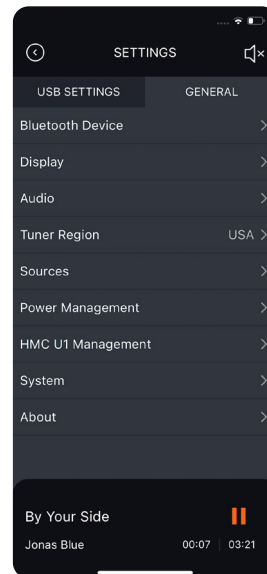 SETTINGS
USB SETTINGS GENERAL
Bluetooth Device
Display
Audio
Tuner Region USA
Sources
Power Management
HMC U1 Management
System
About
By Your Side
Jonas Blue 00:07 03:21